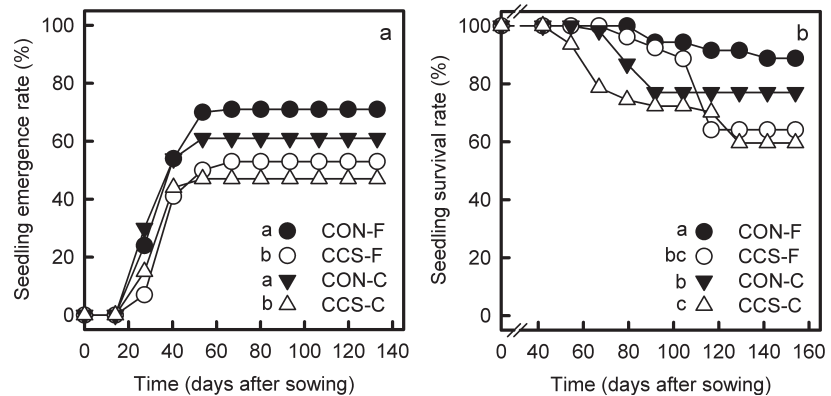 a
Seedling emergence rate (%)
100
80
60
40
20
0
a CON-F
b CCS-F
a CON-C
b CCS-C
0 20 40 60 80 100 120 140
Time (days after sowing)
b
Seedling survival rate (%)
100
80
60
40
20
0
a CON-F
bc CCS-F
b CON-C
c CCS-C
0 40 60 80 100 120 140 160
Time (days after sowing)